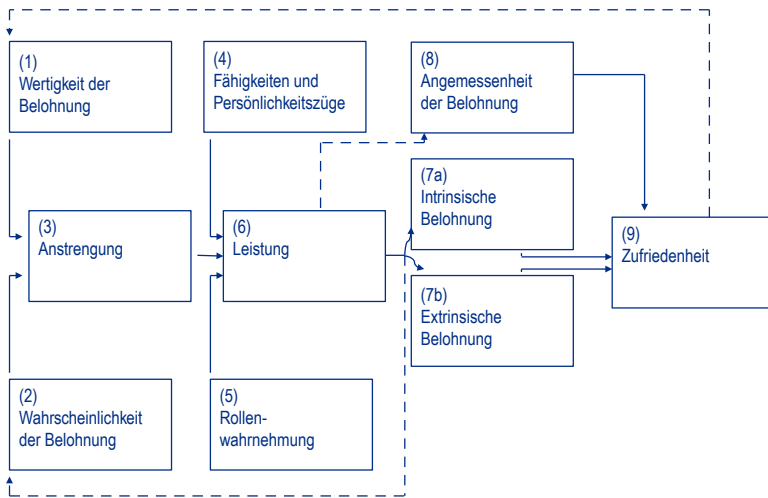 (1)
Wertigkeit der
Belohnung
(4)
Fähigkeiten und
Persönlichkeitszüge
(8)
Angemessenheit
der Belohnung
(7a)
Intrinsische
Belohnung
(3)
Anstrengung
(6)
Leistung
(9)
Zufriedenheit
(7b)
Extrinsische
Belohnung
(2)
Wahrscheinlichkeit
der Belohnung
(5)
Rollen-
wahrnehmung